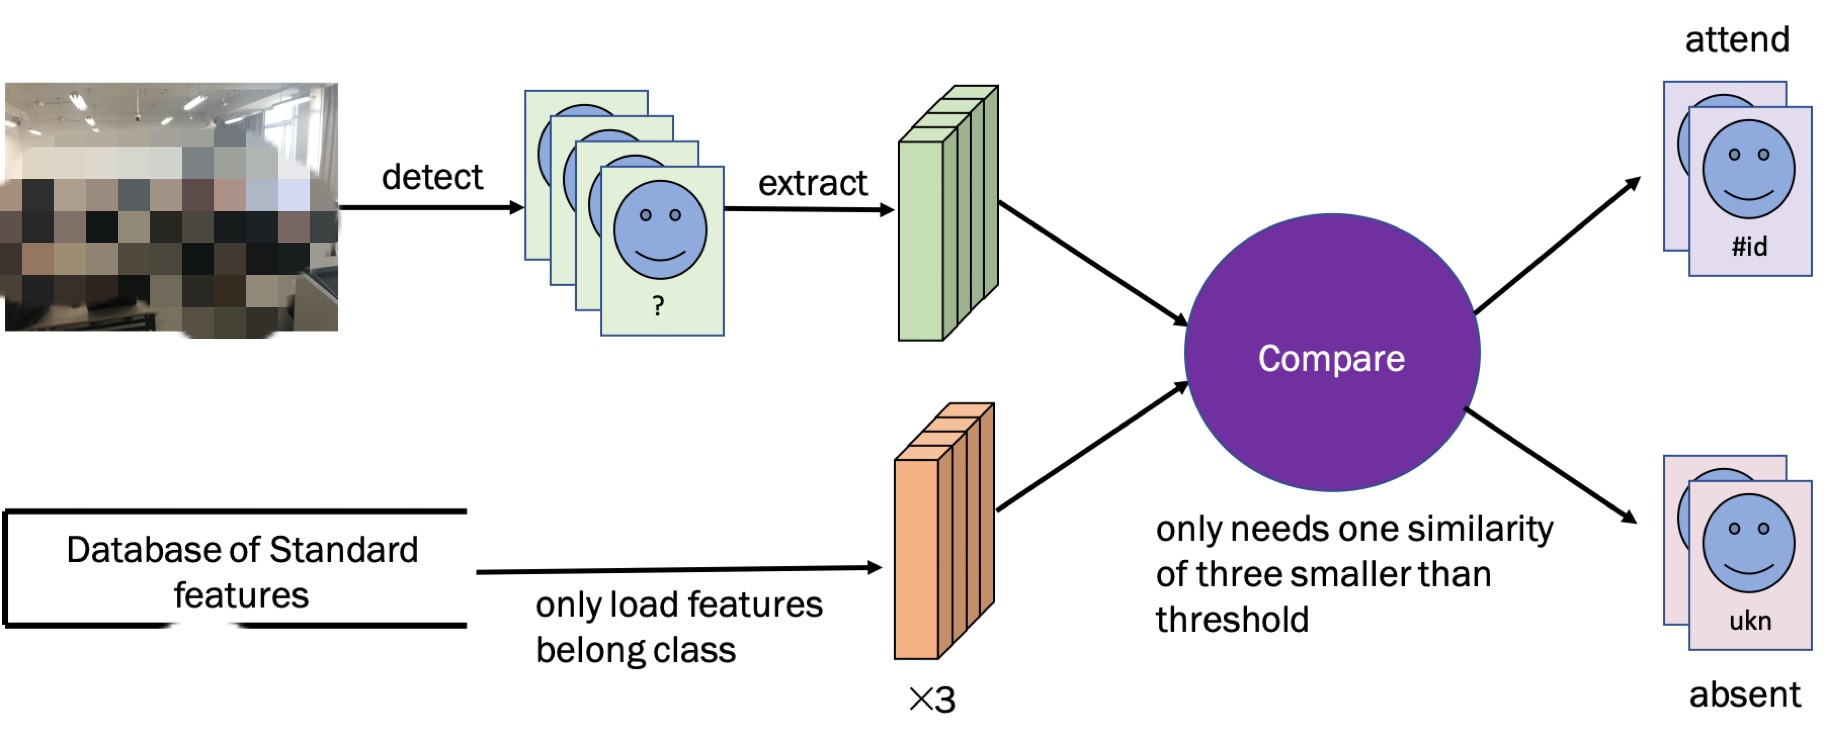 attend
detect
extract
#id
?
Compare
Database of Standard
features
only load features
belong class
×3
only needs one similarity
of three smaller than
threshold
ukn
absent